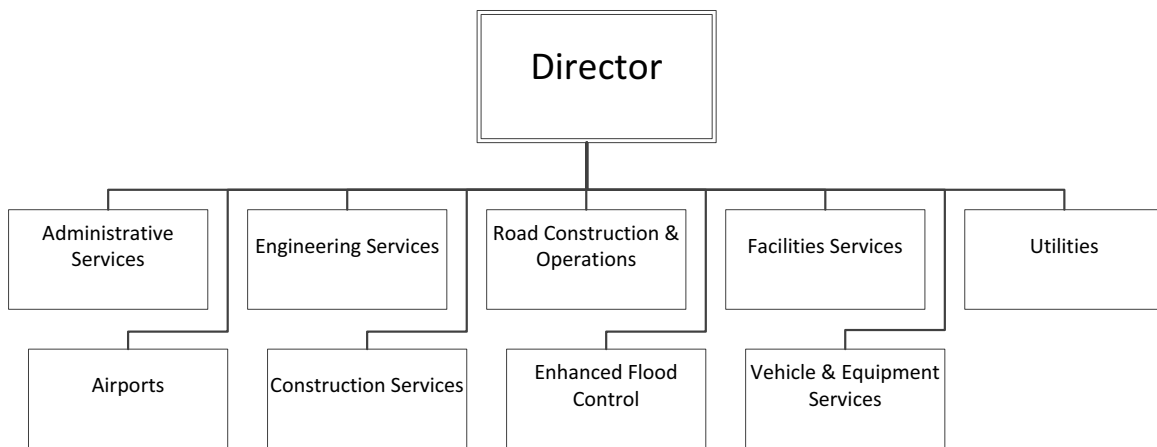 Director
Administrative
Services
Engineering Services
Road Construction &
Operations
Facilities Services
Utilities
Airports
Construction Services
Enhanced Flood
Control
Vehicle & Equipment
Services